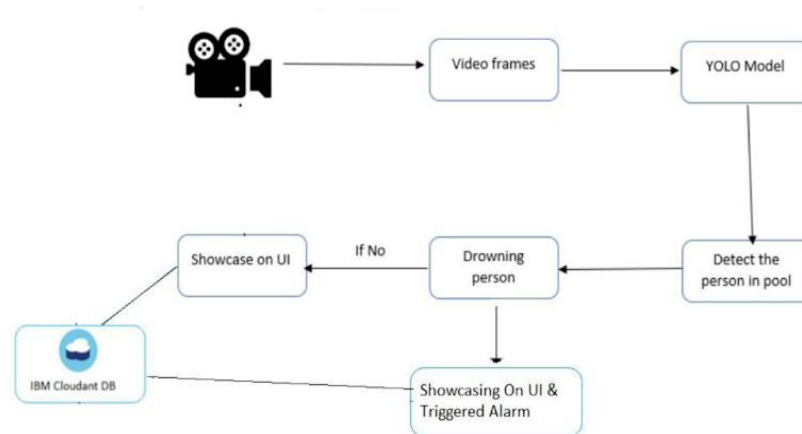 Video frames
YOLO Model
Showcase on UI
If No
Drowning
person
Detect the
person in pool
IBM Cloudant DB
Showcasing On UI &
Triggered Alarm